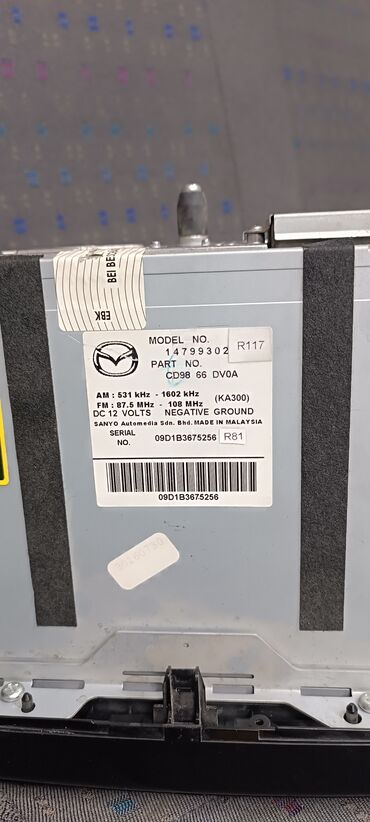 EBK
MODEL NO.
14799302
R117
PART NO.
CD98 66 DV0A
AM : 531 kHz - 1602 kHz (KA300)
FM : 87.5 MHz - 108 MHz
DC 12 VOLTS NEGATIVE GROUND
SANYO Automedia Sdn. Bhd. MADE IN MALAYSIA
SERIAL NO. 09D1B3675256 R81
09D1B3675256